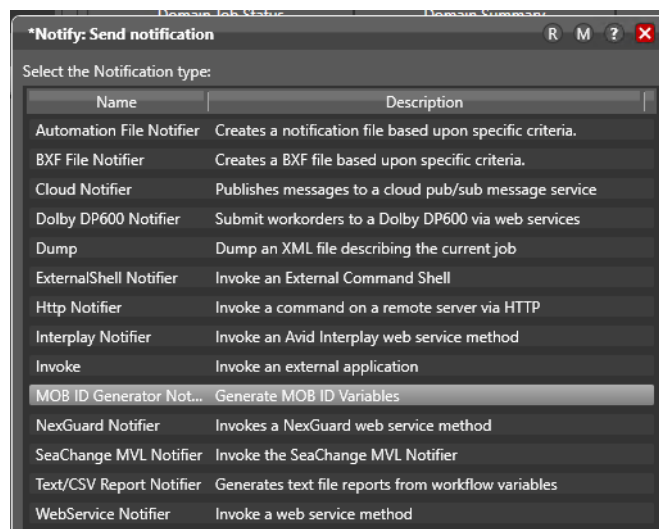 Domain Job Status Domain Summary
*Notify: Send notification R M ? X
Select the Notification type:
Name Description
Automation File Notifier Creates a notification file based upon specific criteria.
BXF File Notifier Creates a BXF file based upon specific criteria.
Cloud Notifier Publishes messages to a cloud pub/sub message service
Dolby DP600 Notifier Submit workorders to a Dolby DP600 via web services
Dump Dump an XML file describing the current job
ExternalShell Notifier Invoke an External Command Shell
Http Notifier Invoke a command on a remote server via HTTP
Interplay Notifier Invoke an Avid Interplay web service method
Invoke Invoke an external application
MOB ID Generator Not... Generate MOB ID Variables
NexGuard Notifier Invokes a NexGuard web service method
SeaChange MVL Notifier Invoke the SeaChange MVL Notifier
Text/CSV Report Notifier Generates text file reports from workflow variables
WebService Notifier Invoke a web service method